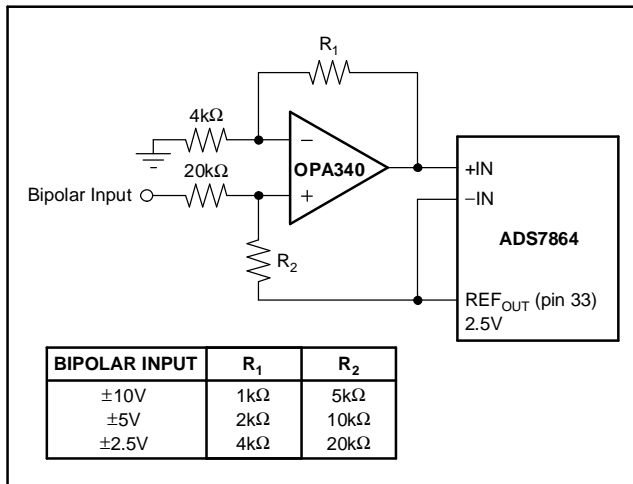 R1
4kΩ
−
OPA340
+
20kΩ
Bipolar Input
R2
+IN
−IN
ADS7864
REFOUT (pin 33)
2.5V
BIPOLAR INPUT R1 R2
±10V 1kΩ 5kΩ
±5V 2kΩ 10kΩ
±2.5V 4kΩ 20kΩ